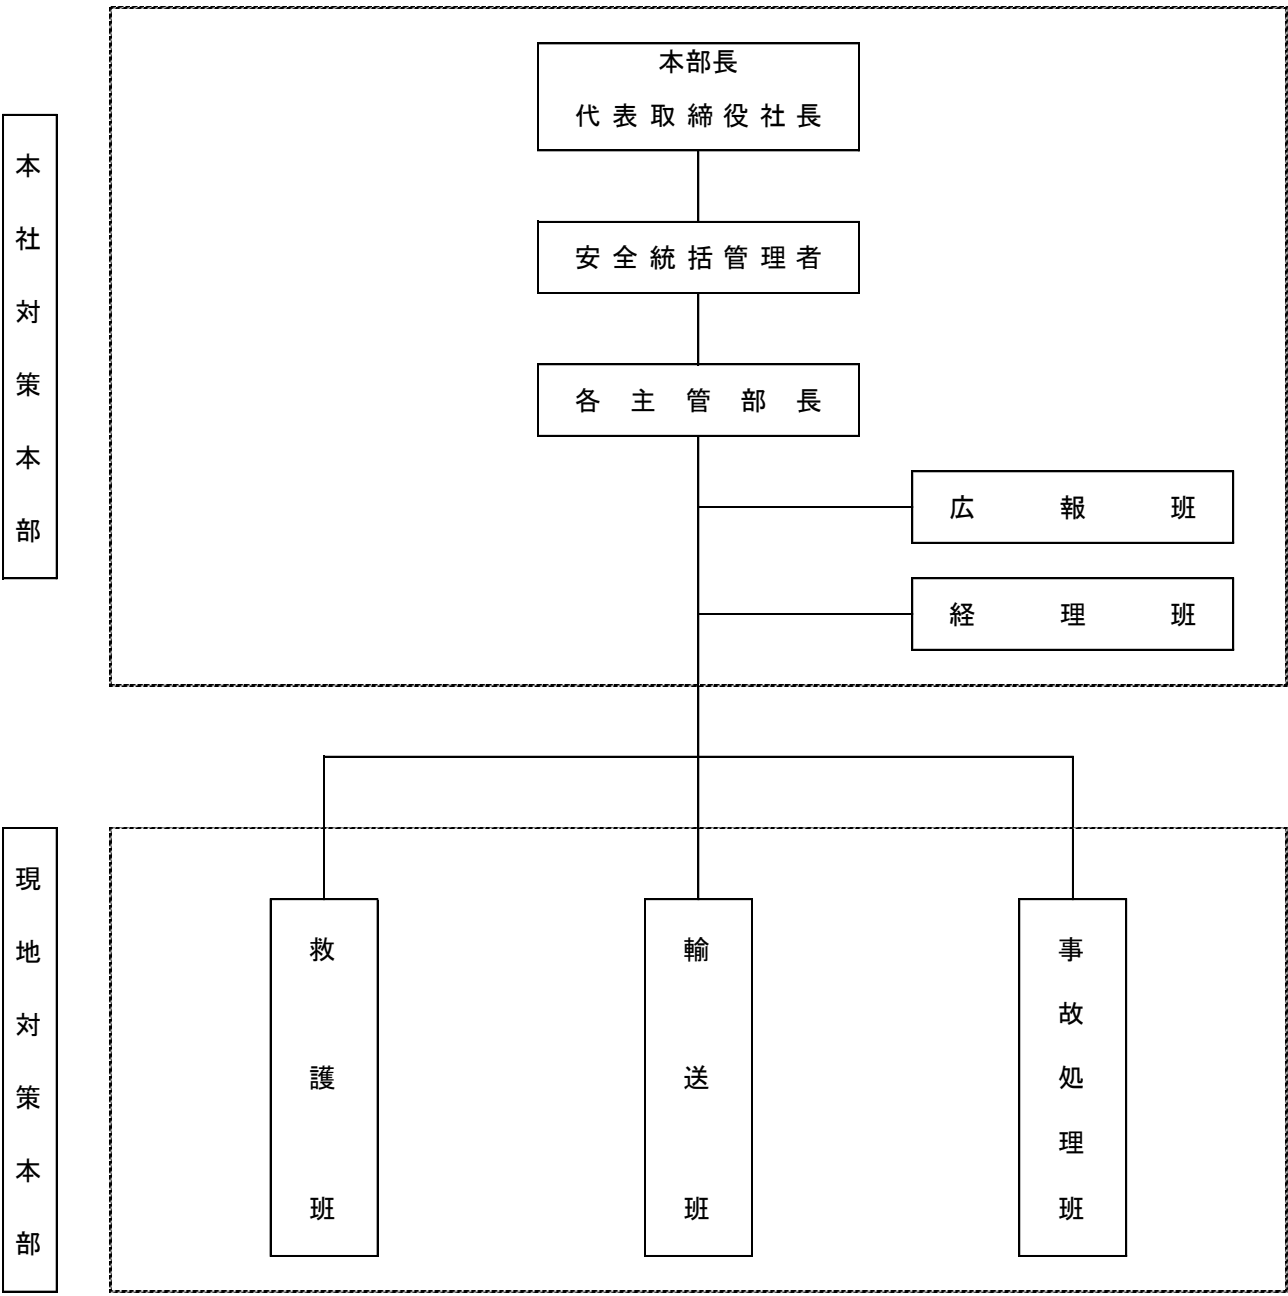 本社対策本部
本部長
代表取締役社長
安全統括管理者
各主管部長
広報班
経理班
現地対策本部
救護班
輸送班
事故処理班